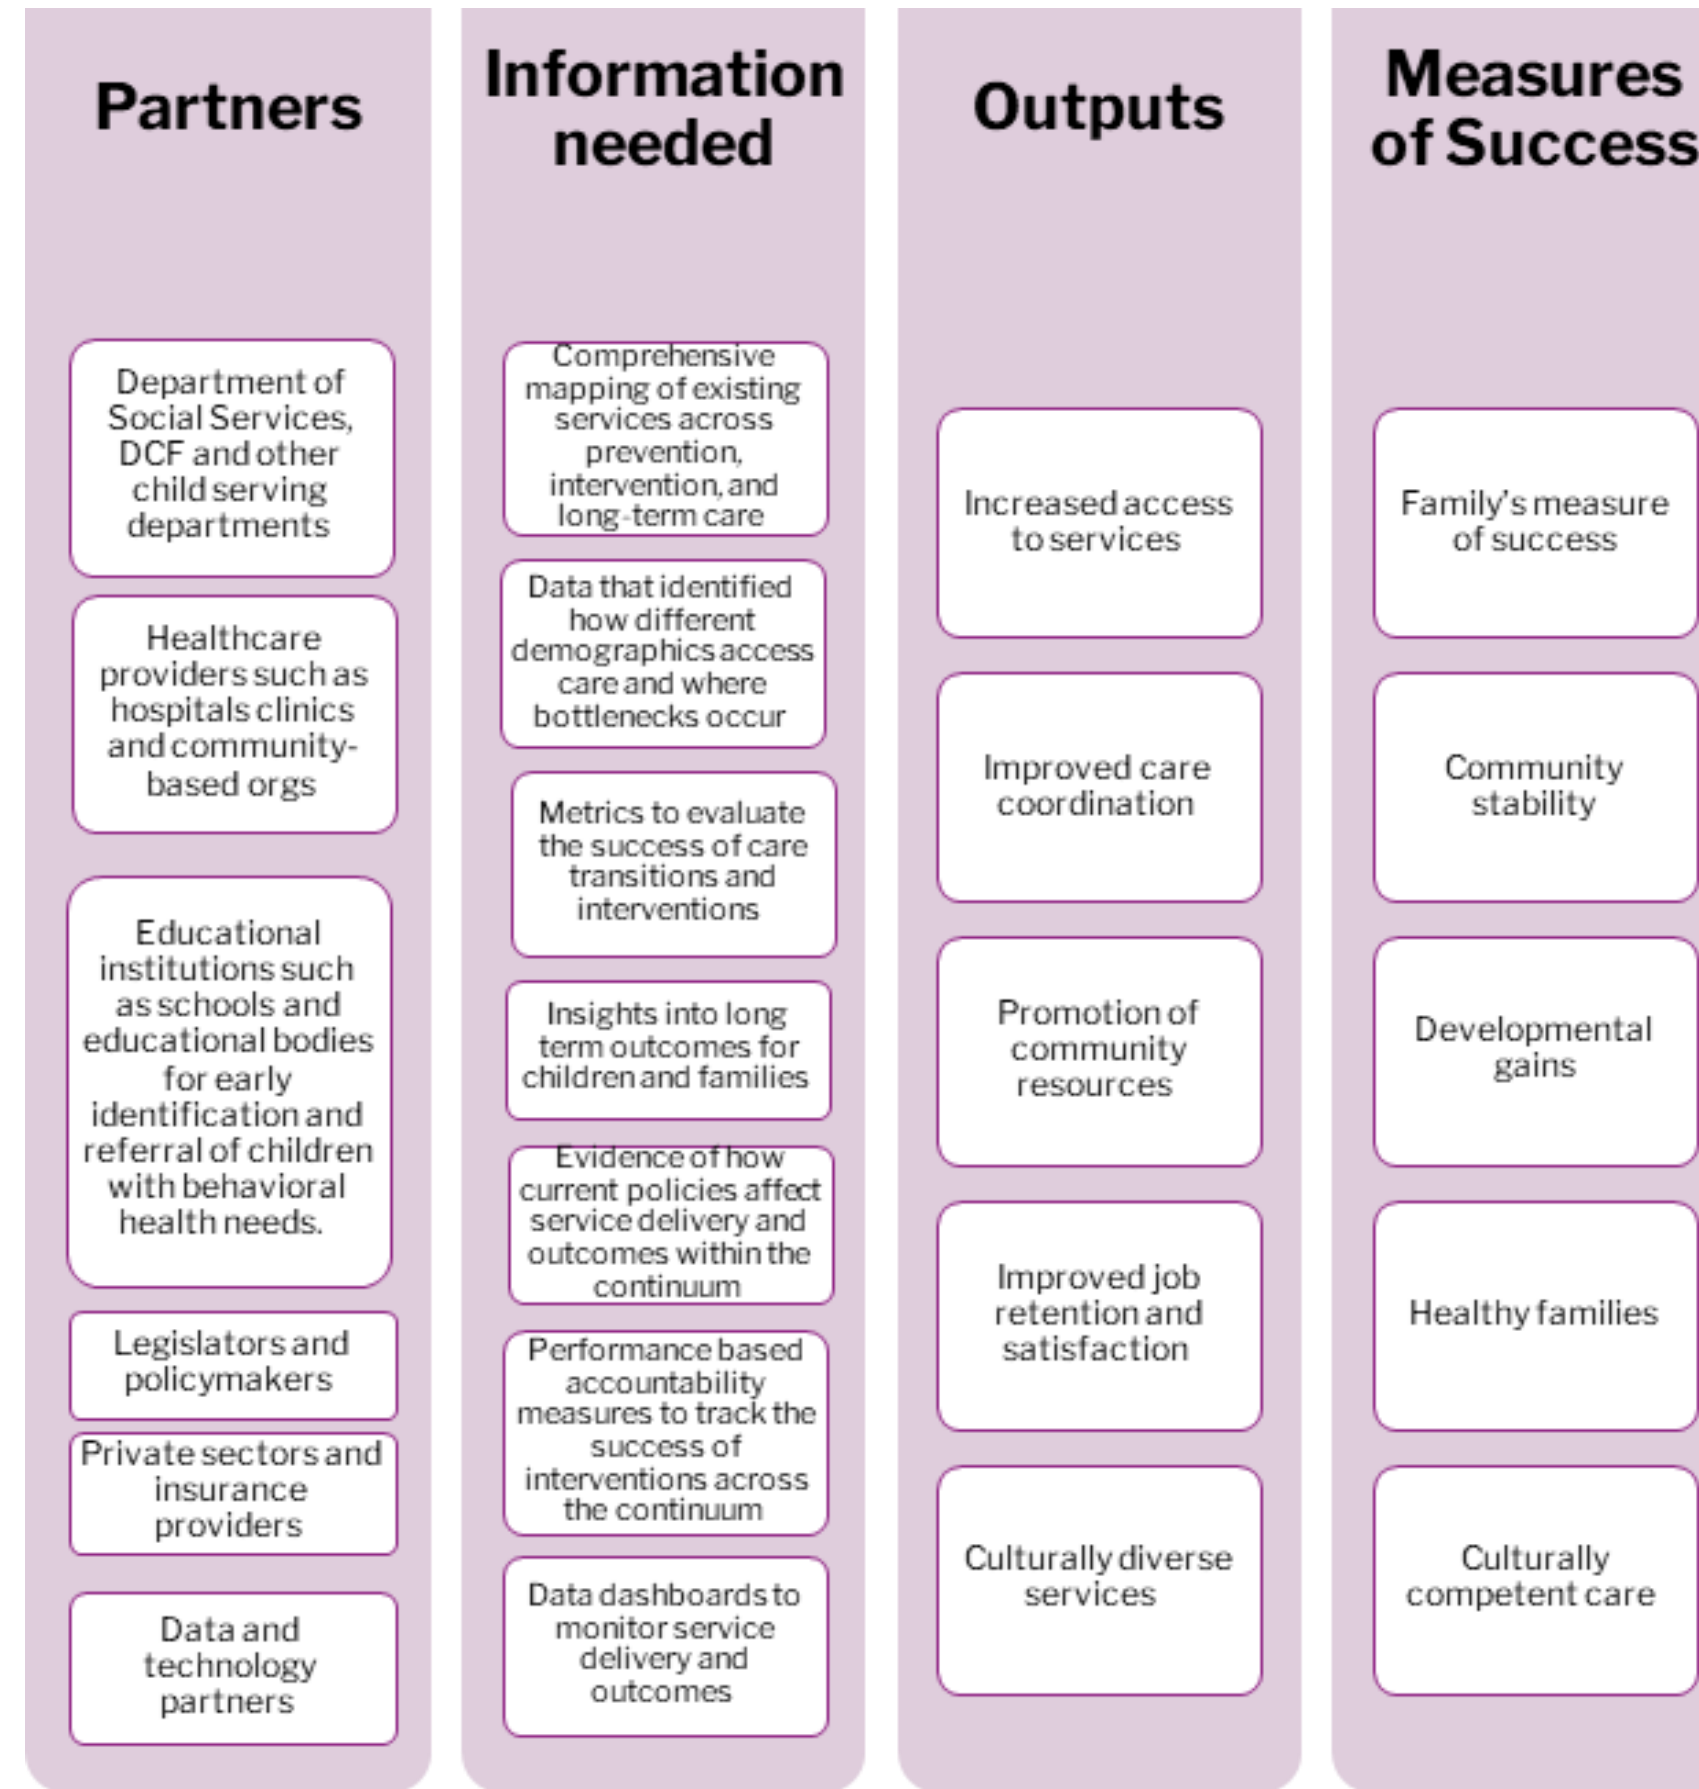 Partners
Department of
Social Services,
DCF and other
child serving
departments
Healthcare
providers such as
hospitals clinics
and community-
based orgs
Educational
institutions such
as schools and
educational bodies
for early
identification and
referral of children
with behavioral
health needs.
Legislators and
policymakers
Private sectors and
insurance
providers
Data and
technology
partners
Information
needed
Comprehensive
mapping of existing
services across
prevention,
intervention, and
long-term care
Data that identified
how different
demographics access
care and where
bottlenecks occur
Metrics to evaluate
the success of care
transitions and
interventions
Insights into long
term outcomes for
children and families
Evidence of how
current policies affect
service delivery and
outcomes within the
continuum
Performance based
accountability
measures to track the
success of
interventions across
the continuum
Data dashboards to
monitor service
delivery and
outcomes
Outputs
Increased access
to services
Improved care
coordination
Promotion of
community
resources
Improved job
retention and
satisfaction
Culturally diverse
services
Measures
of Success
Family's measure
of success
Community
stability
Developmental
gains
Healthy families
Culturally
competent care